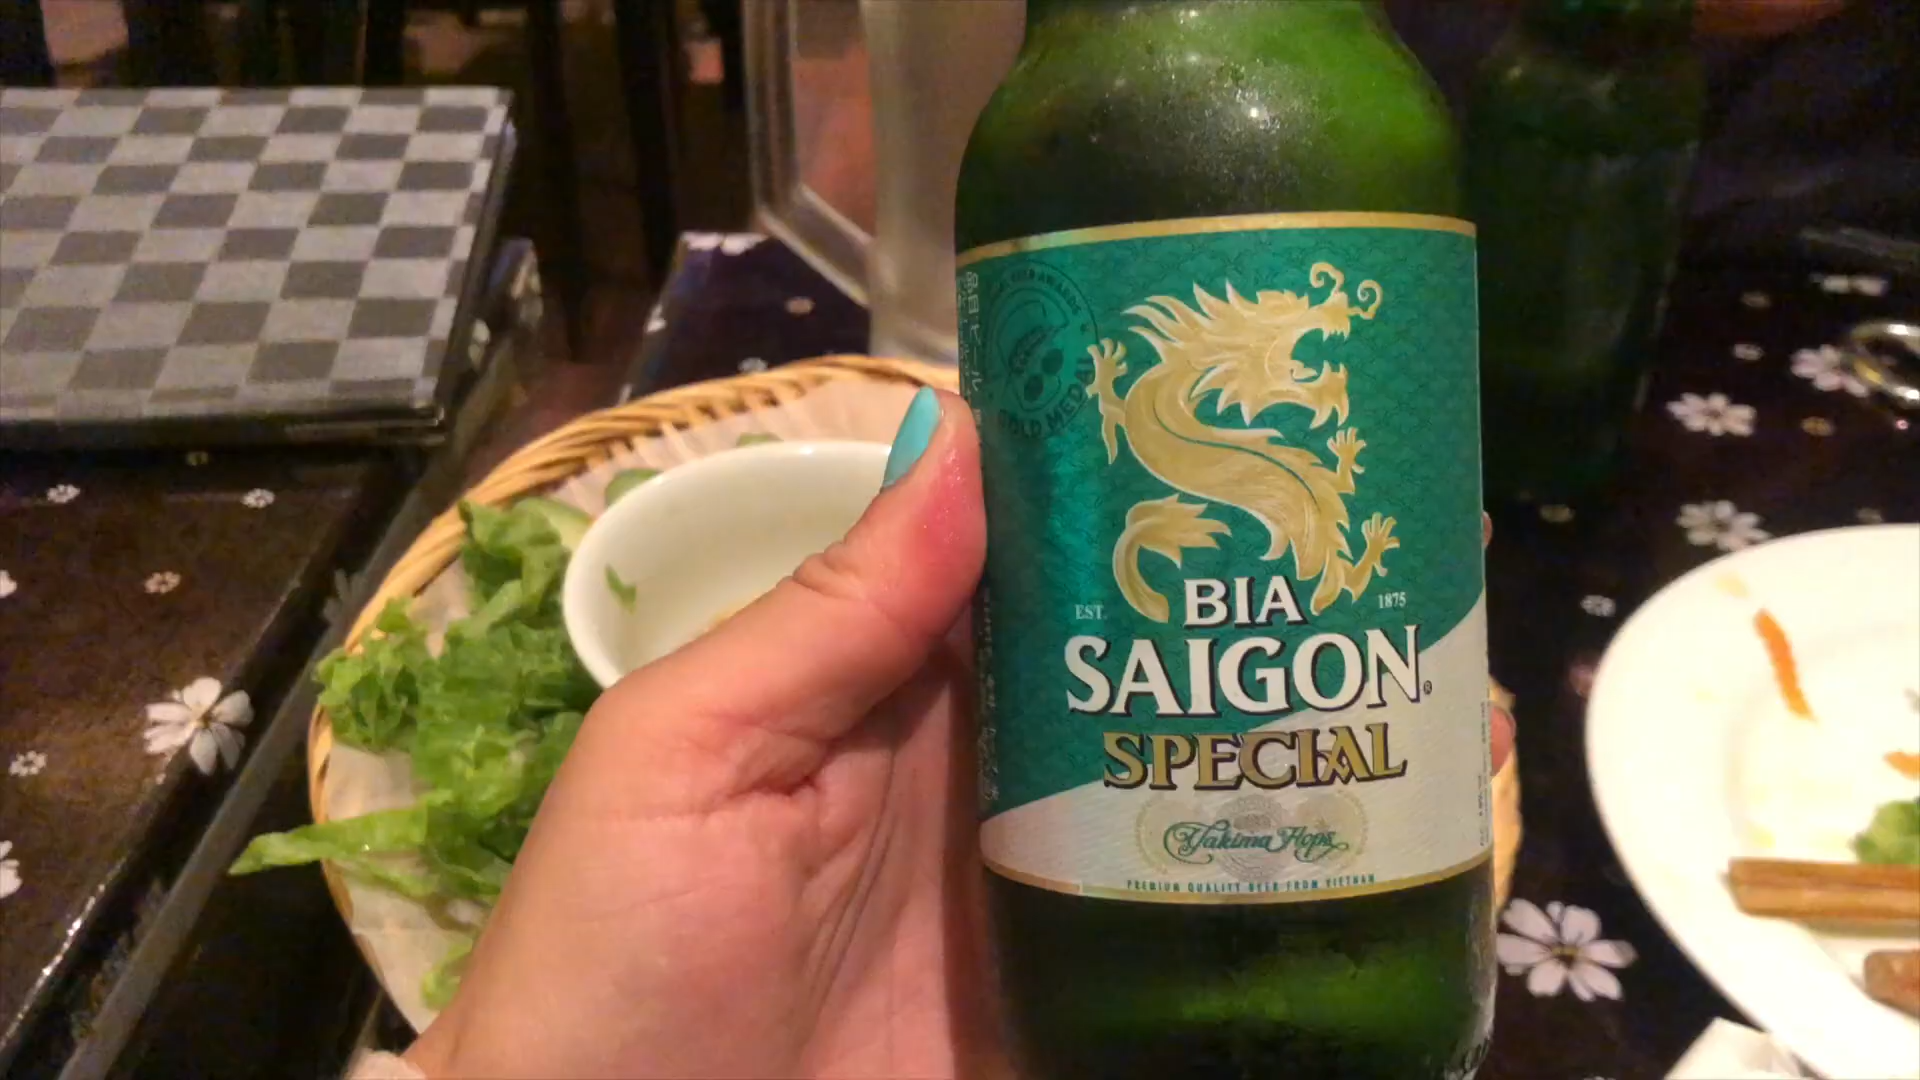 GOLD MEDAL
BIA
EST. 1875
SAIGON®
SPECIAL
Yakima Hops
PREMIUM QUALITY BEER FROM VIETNAM